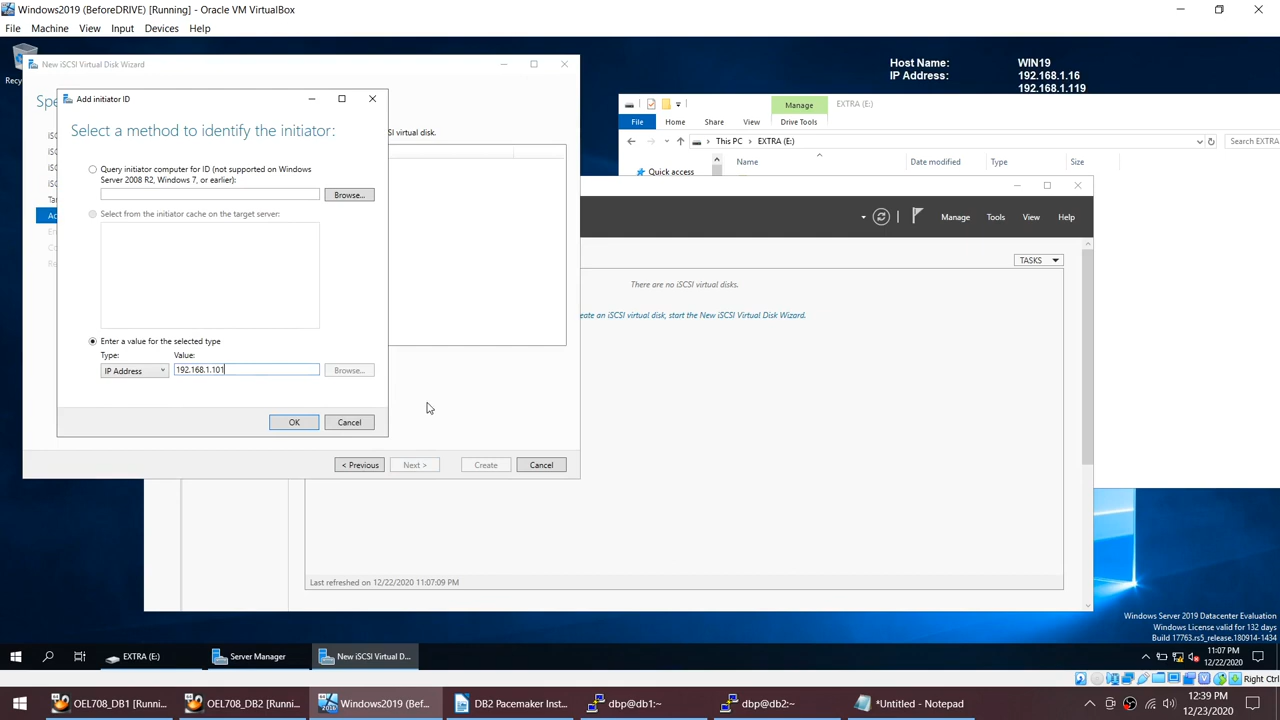 Windows2019 (BeforeDRIVE) [Running] - Oracle VM VirtualBox
File Machine View Input Devices Help
Host Name: WIN19
IP Address: 192.168.1.16
192.168.1.119
New iSCSI Virtual Disk Wizard
Add initiator ID
Select a method to identify the initiator:
SI virtual disk.
Query initiator computer for ID (not supported on Windows
Server 2008 R2, Windows 7, or earlier):
Browse...
Select from the initiator cache on the target server:
Enter a value for the selected type
Type: Value:
IP Address 192.168.1.101 Browse...
OK Cancel
< Previous Next > Create Cancel
Manage EXTRA (E:)
File Home Share View Drive Tools
This PC EXTRA (E:) Search EXTRA
Name Date modified Type Size
Quick access
Manage Tools View Help
TASKS
There are no iSCSI virtual disks.
eate an iSCSI virtual disk, start the New iSCSI Virtual Disk Wizard.
Last refreshed on 12/22/2020 11:07:09 PM
Windows Server 2019 Datacenter Evaluation
Windows License valid for 132 days
Build 17763.rs5_release.180914-1434
EXTRA (E:) Server Manager New iSCSI Virtual D...
11:07 PM
12/22/2020
Right Ctrl
OEL708_DB1 [Runni... OEL708_DB2 [Runni... Windows2019 (Bef... DB2 Pacemaker Inst... dbp@db1:~ dbp@db2:~ *Untitled - Notepad
12:39 PM
12/23/2020